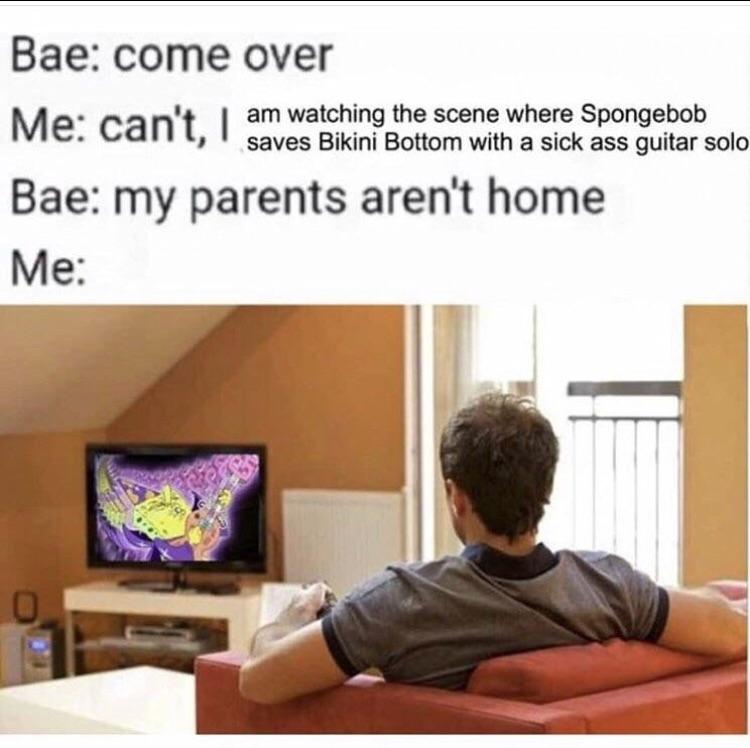 Bae: come over
Me: can't, I am watching the scene where Spongebob
saves Bikini Bottom with a sick ass guitar solo
Bae: my parents aren't home
Me: